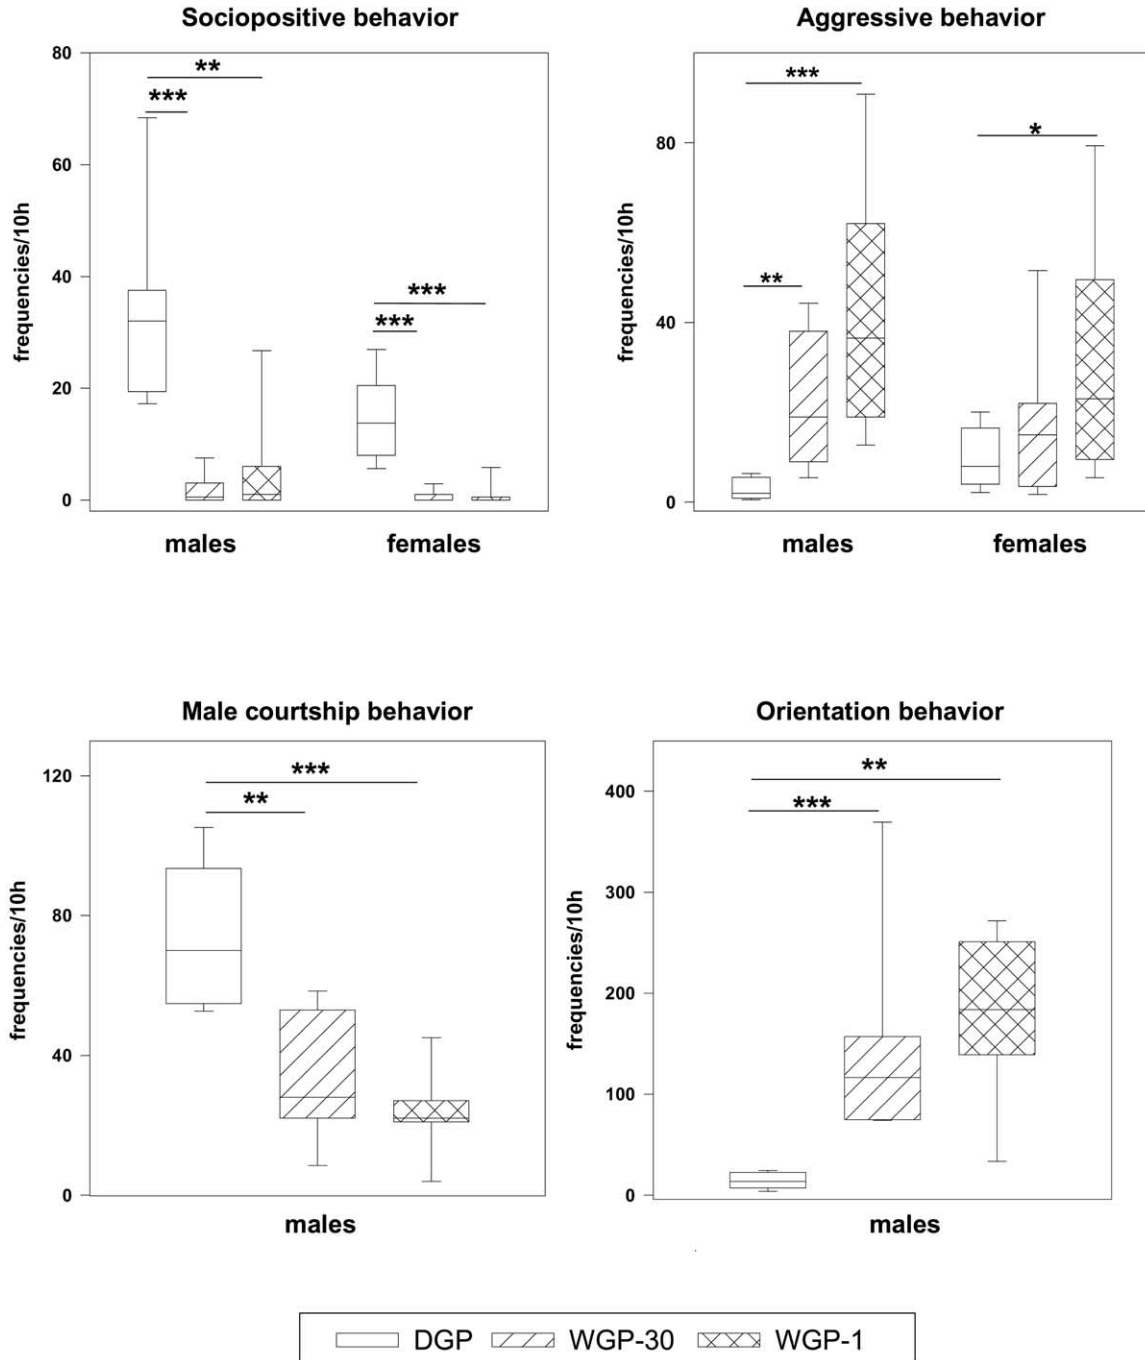 Sociopositive behavior
Aggressive behavior
80
60
40
20
0
frequencies/10h
**
***
***
***
males
females
80
40
0
frequencies/10h
***
**
*
males
females
Male courtship behavior
Orientation behavior
120
80
40
0
frequencies/10h
***
**
males
400
300
200
100
0
frequencies/10h
**
***
males
DGP WGP-30 WGP-1